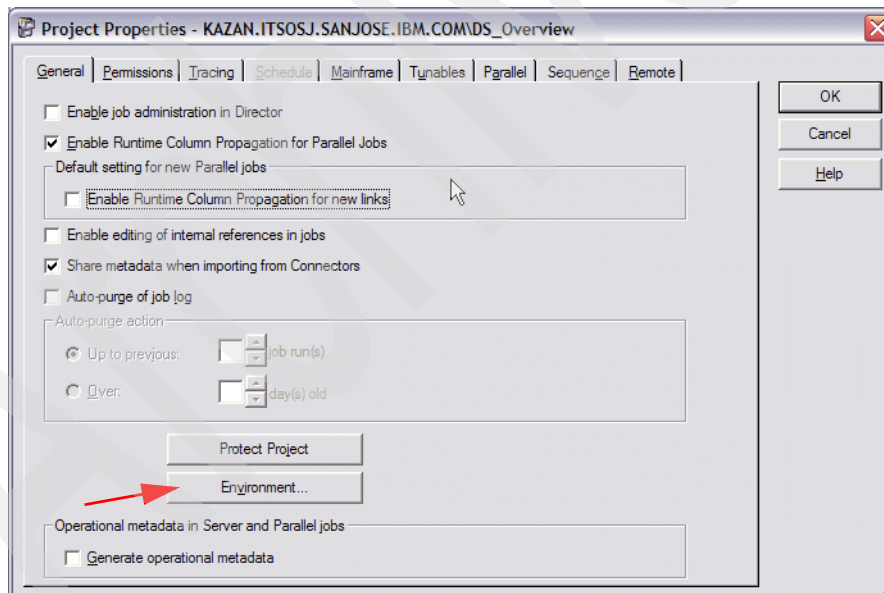 Project Properties - KAZAN.ITSOSJ.SANJOSE.IBM.COM\DS_Overview
General Permissions Tracing Schedule Mainframe Tunables Parallel Sequence Remote
OK
Cancel
Help
Enable job administration in Director
Enable Runtime Column Propagation for Parallel Jobs
Default setting for new Parallel jobs
Enable Runtime Column Propagation for new links
Enable editing of internal references in jobs
Share metadata when importing from Connectors
Auto-purge of job log
Auto-purge action
Up to previous: job run(s)
Over: day(s) old
Protect Project
Environment...
Operational metadata in Server and Parallel jobs
Generate operational metadata